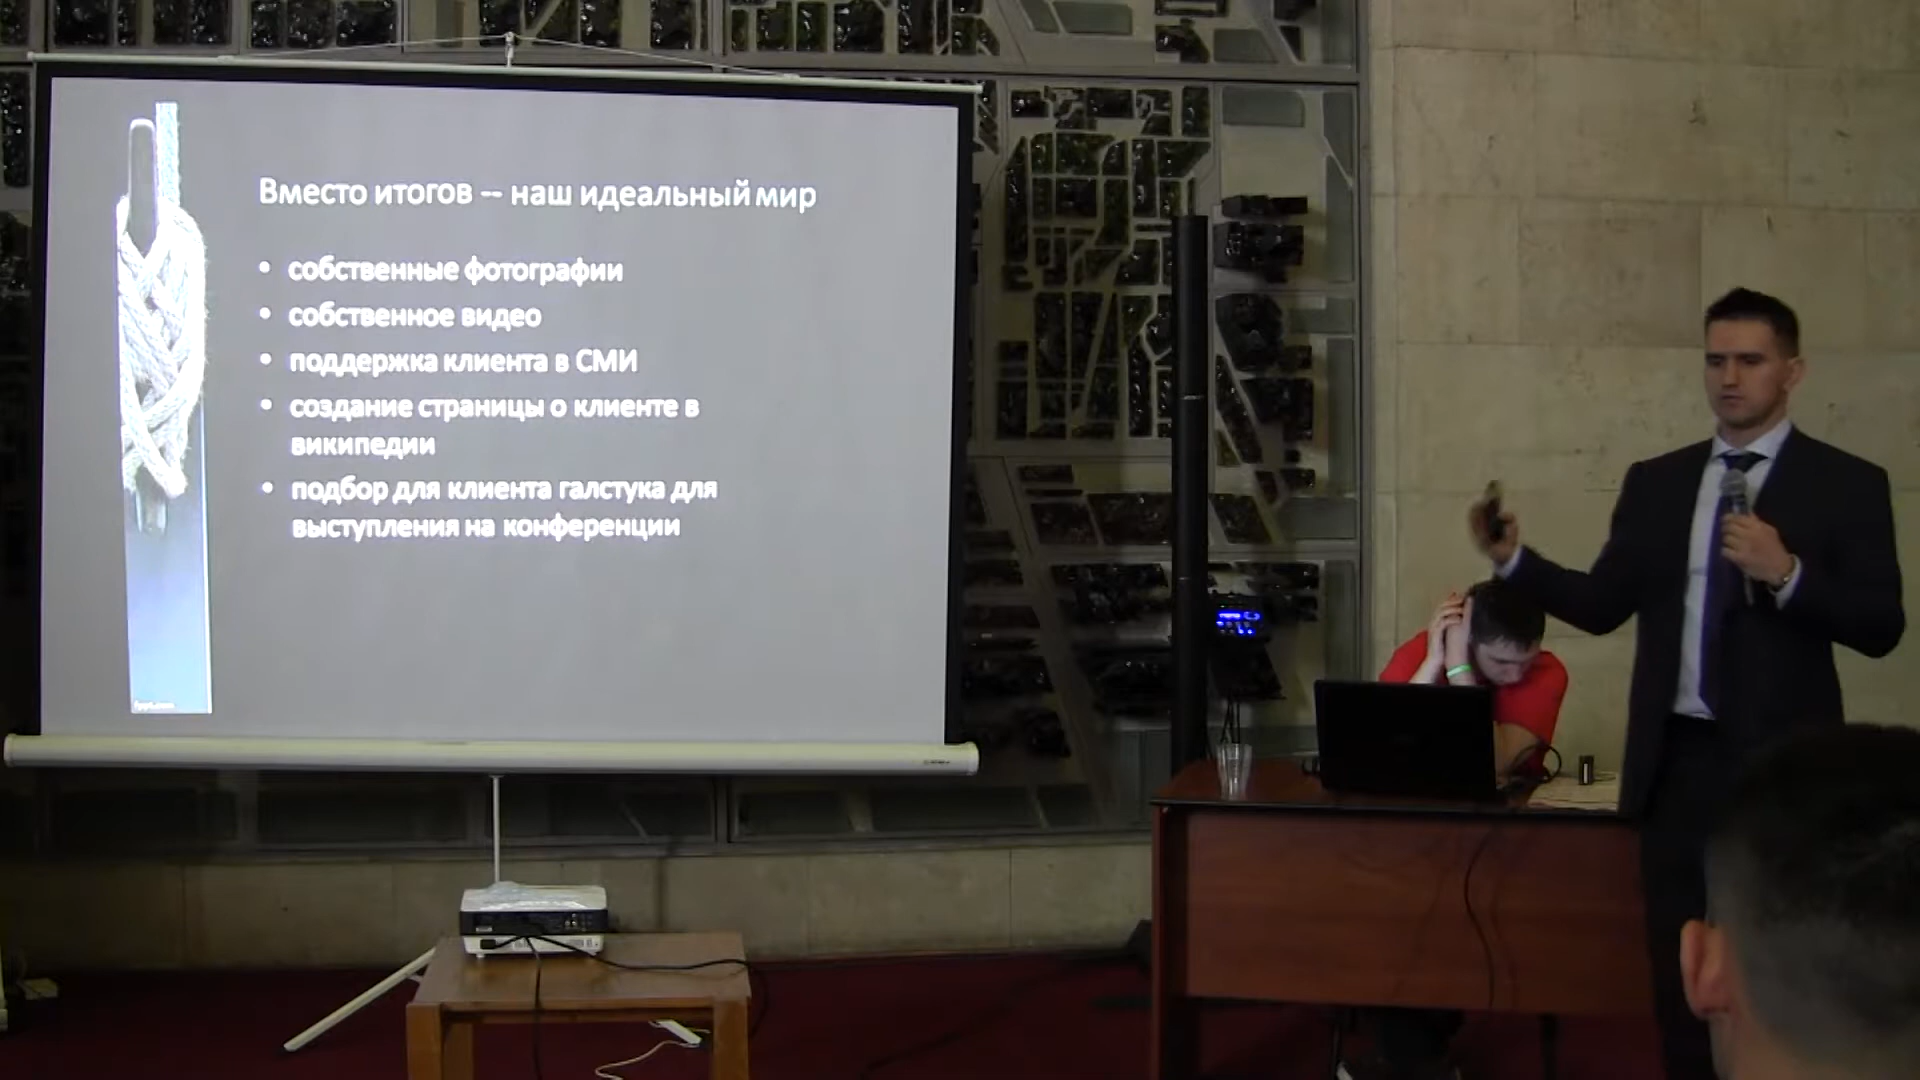 Вместо итогов -- наш идеальный мир
• собственные фотографии
• собственное видео
• поддержка клиента в СМИ
• создание страницы о клиенте в
википедии
• подбор для клиента галстука для
выступления на конференции